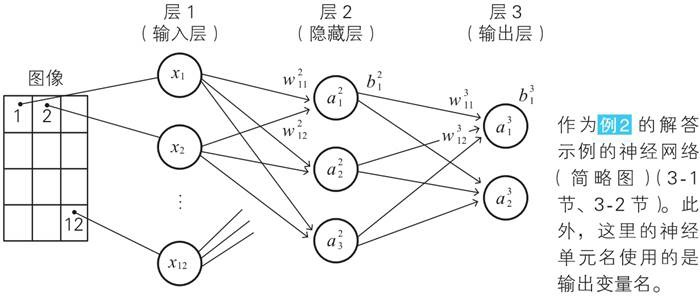 层 1
（输入层）
层 2
（隐藏层）
层 3
（输出层）
图像
1 2
12
x₁
x₂
⋮
x₁₂
w²₁₁
w²₁₂
b²₁
a²₁
a²₂
a²₃
w³₁₁
w³₁₂
b³₁
a³₁
a³₂
作为例2的解答
示例的神经网络
（简略图）（3-1
节、3-2 节）。此
外，这里的神经
单元名使用的是
输出变量名。